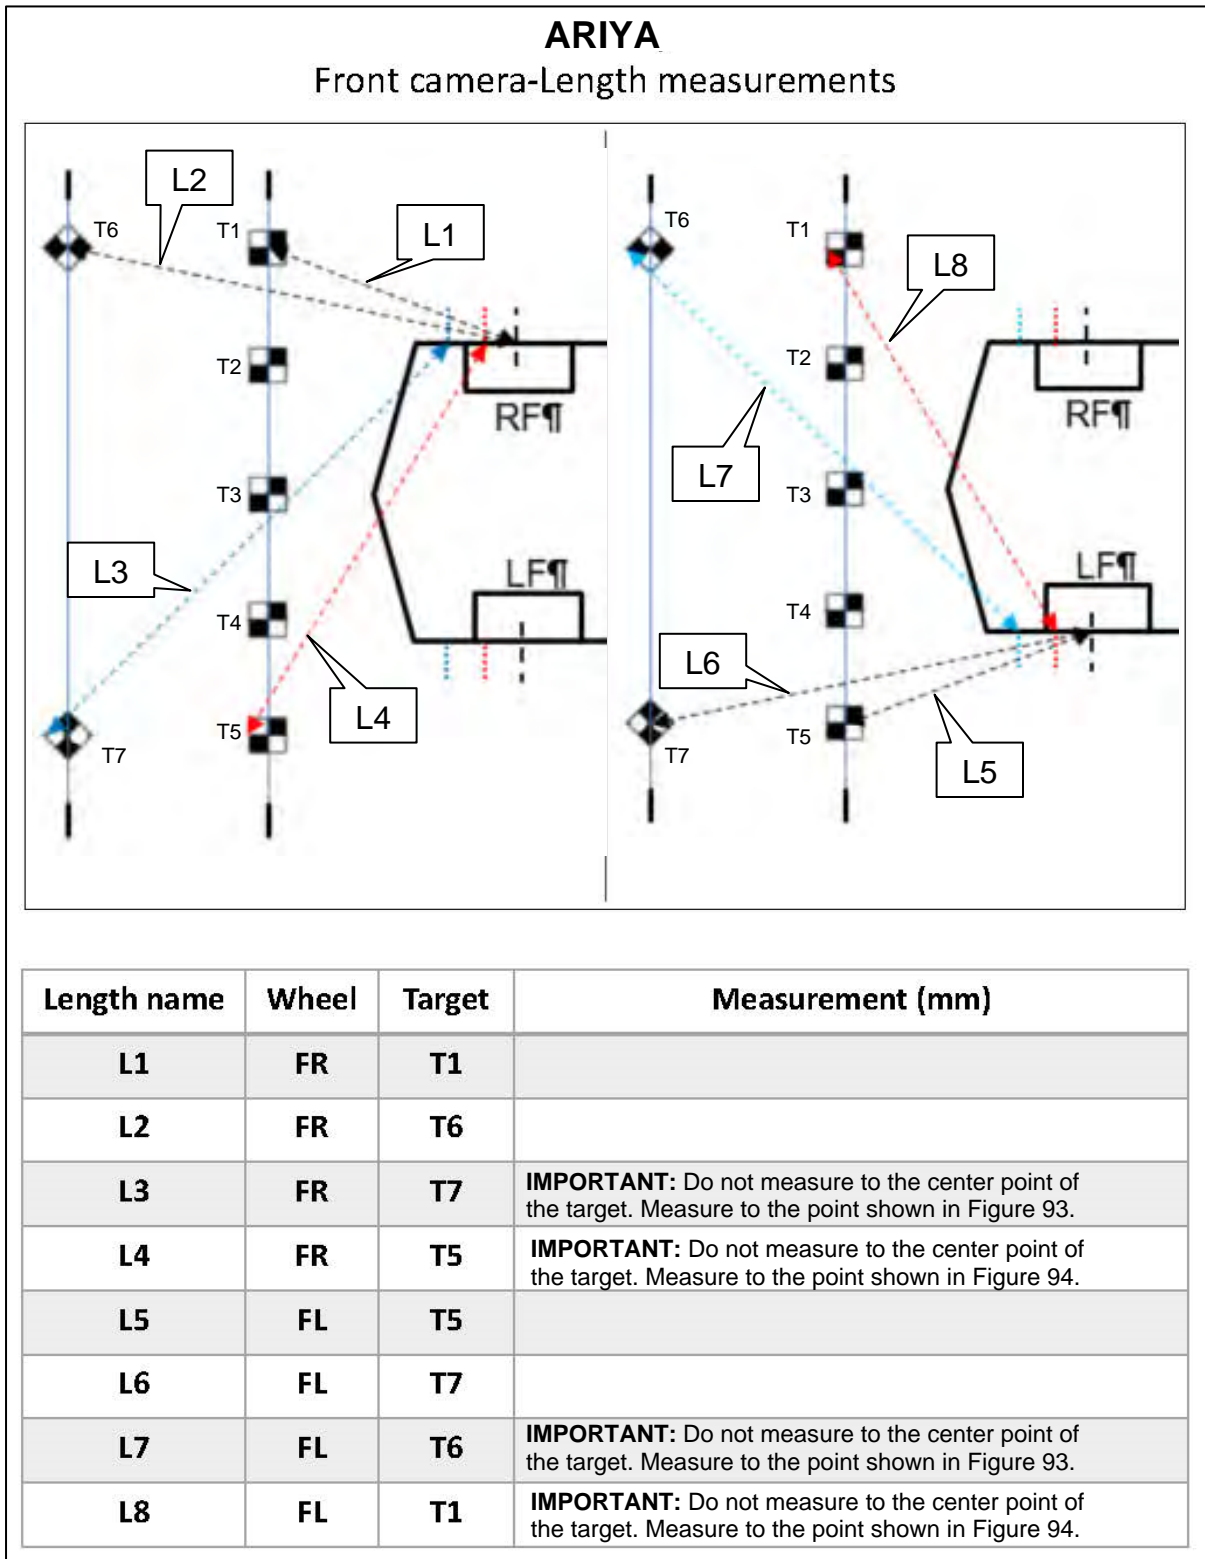 ARIYA
Front camera-Length measurements
L2
T6
T1
L1
T2
RF¶
T3
L3
LF¶
T4
L4
T5
T7
T6
T1
L8
T2
RF¶
L7
T3
LF¶
T4
L6
T5
T7
L5
Length name Wheel Target Measurement (mm)
L1 FR T1
L2 FR T6
L3 FR T7 IMPORTANT: Do not measure to the center point of
the target. Measure to the point shown in Figure 93.
L4 FR T5 IMPORTANT: Do not measure to the center point of
the target. Measure to the point shown in Figure 94.
L5 FL T5
L6 FL T7
L7 FL T6 IMPORTANT: Do not measure to the center point of
the target. Measure to the point shown in Figure 93.
L8 FL T1 IMPORTANT: Do not measure to the center point of
the target. Measure to the point shown in Figure 94.